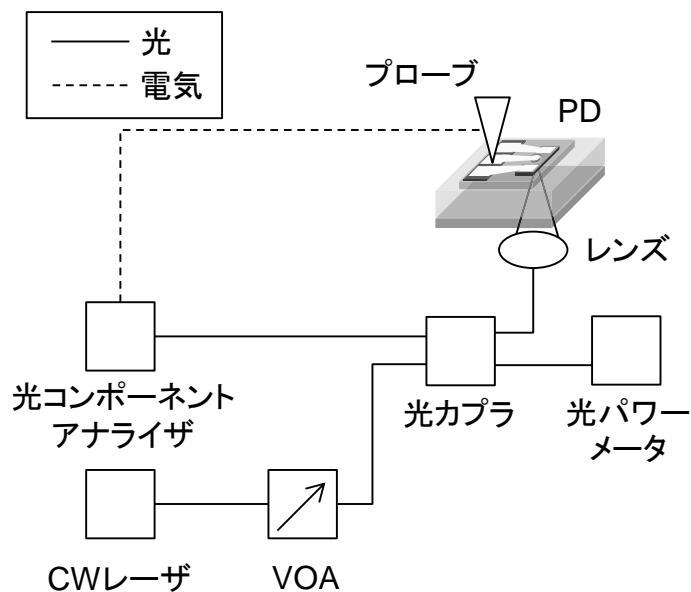 光
電気
プローブ
PD
レンズ
光コンポーネント
アナライザ
光カプラ
光パワー
メータ
CWレーザ
VOA